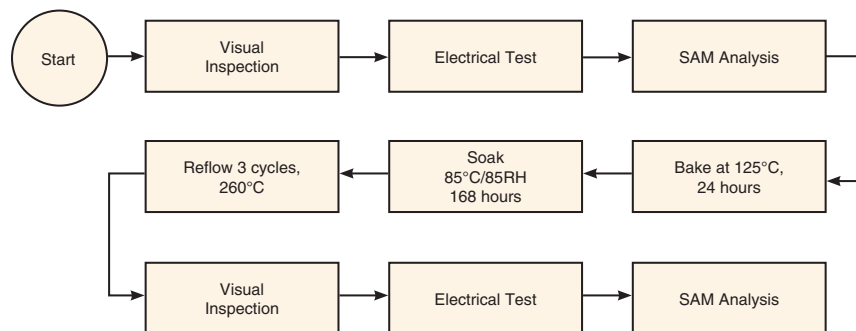 Start
Visual
Inspection
Electrical Test
SAM Analysis
Bake at 125°C,
24 hours
Soak
85°C/85RH
168 hours
Reflow 3 cycles,
260°C
Visual
Inspection
Electrical Test
SAM Analysis